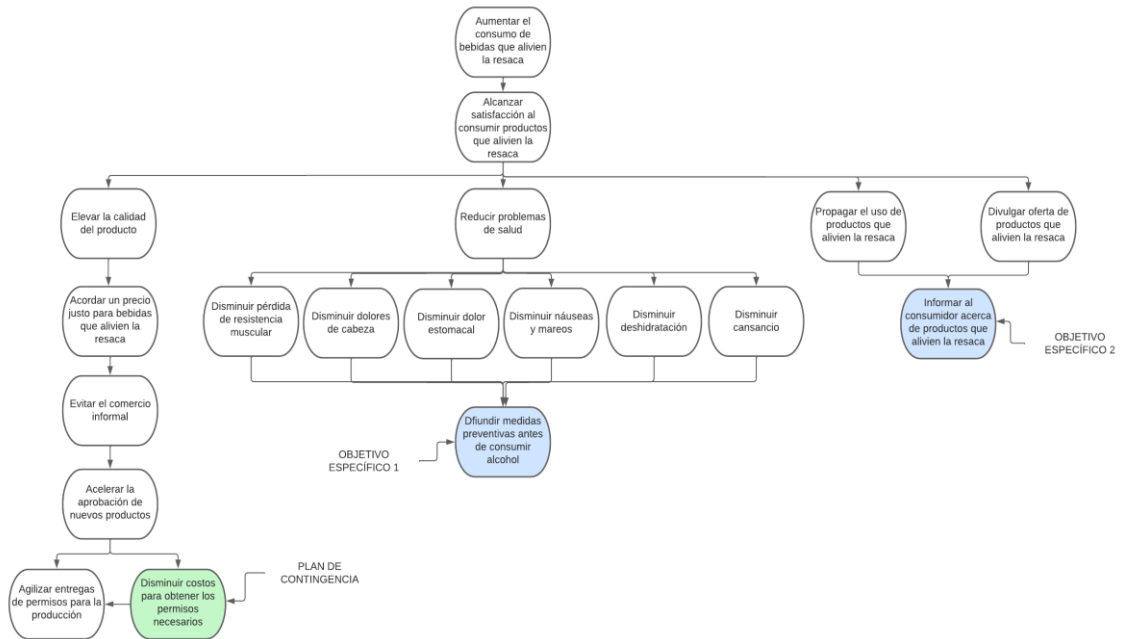 Aumentar el
consumo de
bebidas que alivien
la resaca
Alcanzar
satisfacción al
consumir productos
que alivien la
resaca
Elevar la calidad
del producto
Reducir problemas
de salud
Propagar el uso de
productos que
alivien la resaca
Divulgar oferta de
productos que
alivien la resaca
Acordar un precio
justo para bebidas
que alivien la
resaca
Disminuir pérdida
de resistencia
muscular
Disminuir dolores
de cabeza
Disminuir dolor
estomacal
Disminuir náuseas
y mareos
Disminuir
deshidratación
Disminuir
cansancio
Informar al
consumidor acerca
de productos que
alivien la resaca
OBJETIVO
ESPECÍFICO 2
Evitar el comercio
informal
Dfiundir medidas
preventivas antes
de consumir
alcohol
OBJETIVO
ESPECÍFICO 1
Acelerar la
aprobación de
nuevos productos
Agilizar entregas
de permisos para la
producción
Disminuir costos
para obtener los
permisos
necesarios
PLAN DE
CONTINGENCIA